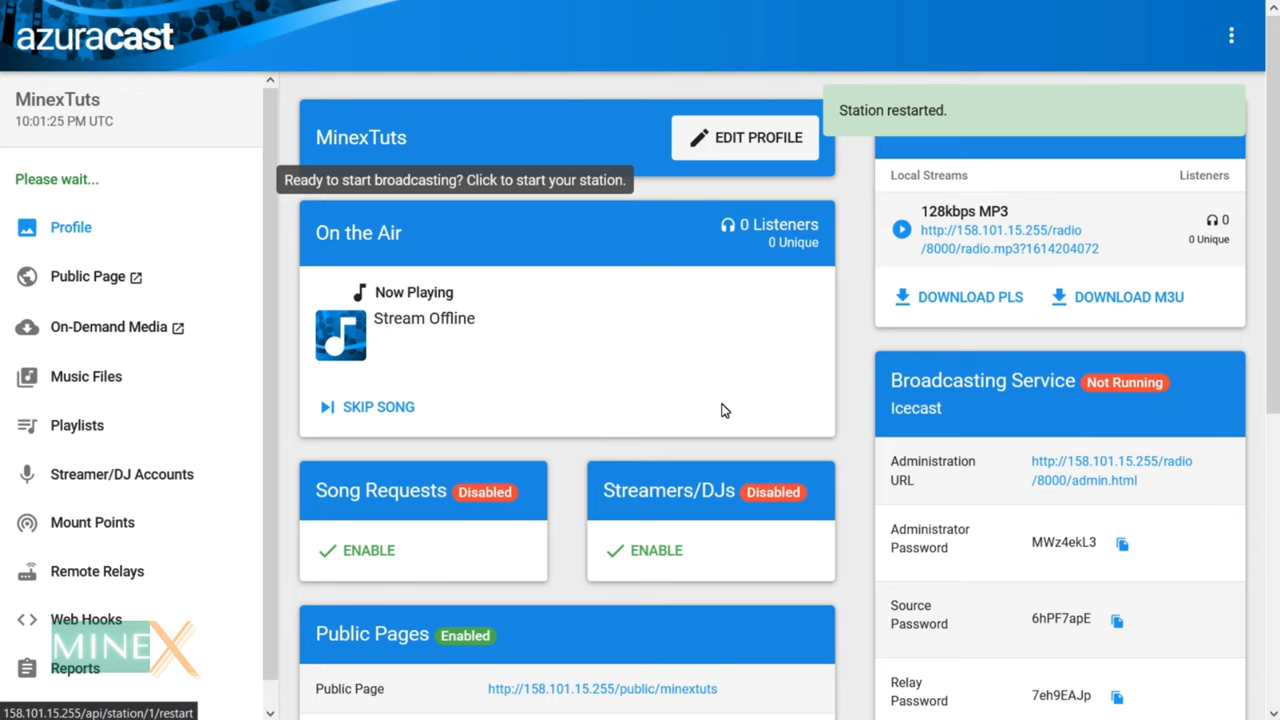 azuracast
MinexTuts
10:01:25 PM UTC
Please wait...
Profile
Public Page
On-Demand Media
Music Files
Playlists
Streamer/DJ Accounts
Mount Points
Remote Relays
Web Hooks
MINEX
Reports
158.101.15.255/api/station/1/restart
MinexTuts
EDIT PROFILE
Ready to start broadcasting? Click to start your station.
On the Air
0 Listeners
0 Unique
Now Playing
Stream Offline
SKIP SONG
Song Requests Disabled
ENABLE
Streamers/DJs Disabled
ENABLE
Public Pages Enabled
Public Page
http://158.101.15.255/public/minextuts
Station restarted.
Local Streams
Listeners
128kbps MP3
http://158.101.15.255/radio
/8000/radio.mp3?1614204072
0
0 Unique
DOWNLOAD PLS
DOWNLOAD M3U
Broadcasting Service Not Running
Icecast
Administration
URL
http://158.101.15.255/radio
/8000/admin.html
Administrator
Password
MWz4ekL3
Source
Password
6hPF7apE
Relay
Password
7eh9EAJp